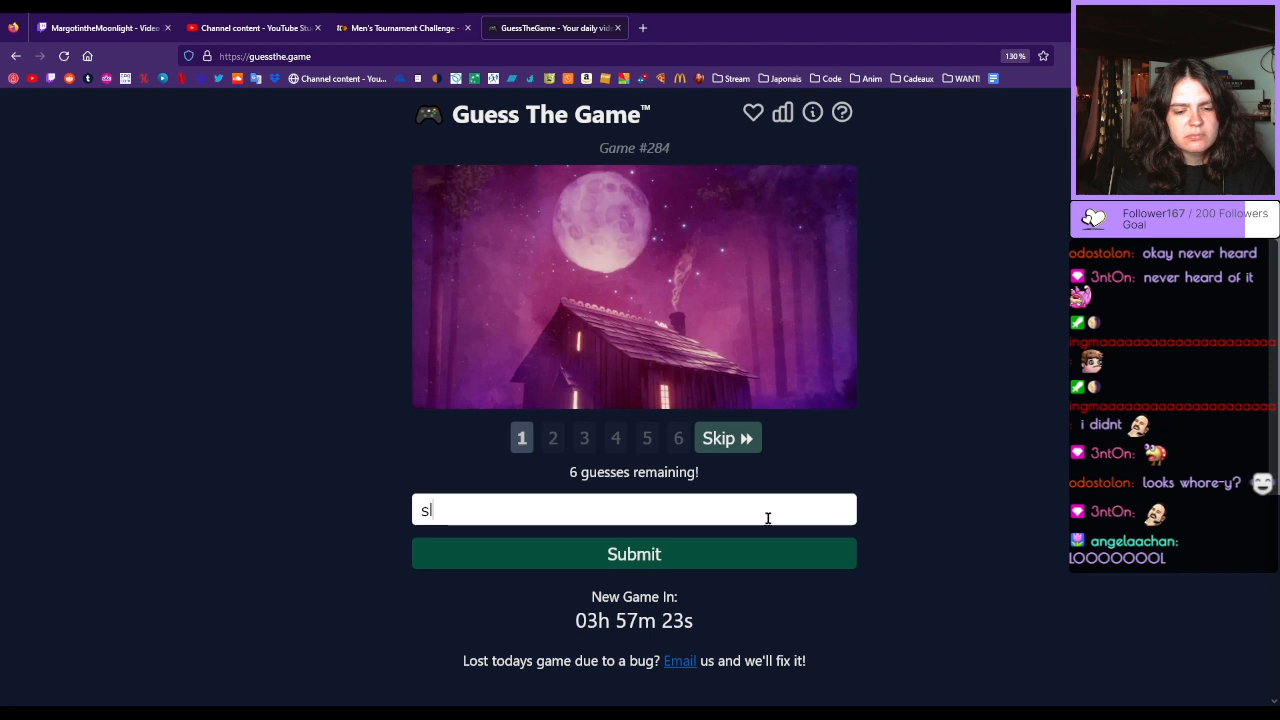 MargotintheMoonlight - Video
Channel content - YouTube Stu
Men's Tournament Challenge -
GuessTheGame - Your daily vid
https://guessthe.game
130%
Channel content - You...
Stream
Japonais
Code
Anim
Cadeaux
WANT!
Guess The Game™
Game #284
1
2
3
4
5
6
Skip
6 guesses remaining!
sl
Submit
New Game In:
03h 57m 23s
Lost todays game due to a bug? Email us and we'll fix it!
Follower167 / 200 Followers
Goal
odostolon: okay never heard
3ntOn: never heard of it
ingmaaaaaaaaaaaaaaaaaaaaa
:
ingmaaaaaaaaaaaaaaaaaaaaa
: i didnt
3ntOn:
odostolon: looks whore-y?
3ntOn:
angelaachan:
LOOOOOOOL